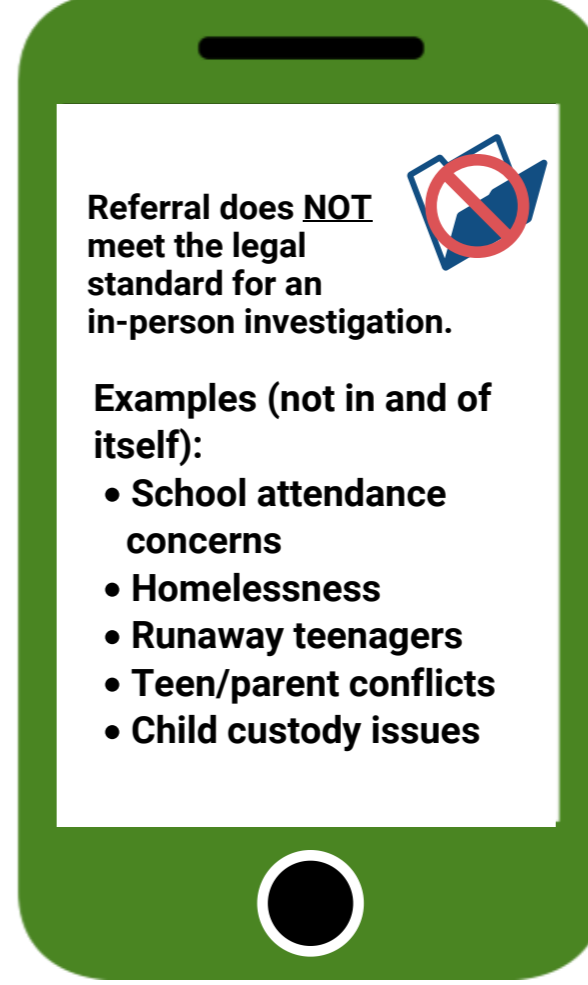 Referral does NOT
meet the legal
standard for an
in-person investigation.
Examples (not in and of
itself):
• School attendance
concerns
• Homelessness
• Runaway teenagers
• Teen/parent conflicts
• Child custody issues